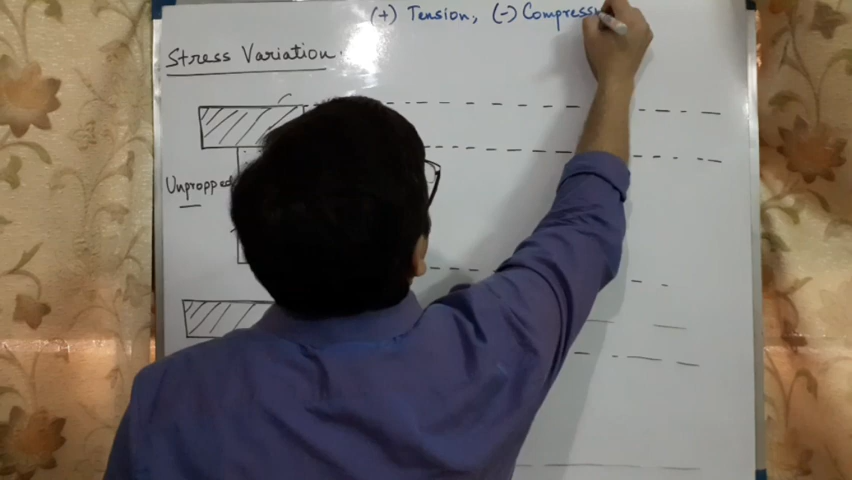 (+) Tension, (-) Compress
Stress Variation.
Unpropped